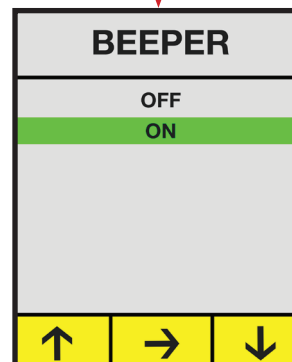 BEEPER
OFF
ON
↑ → ↓